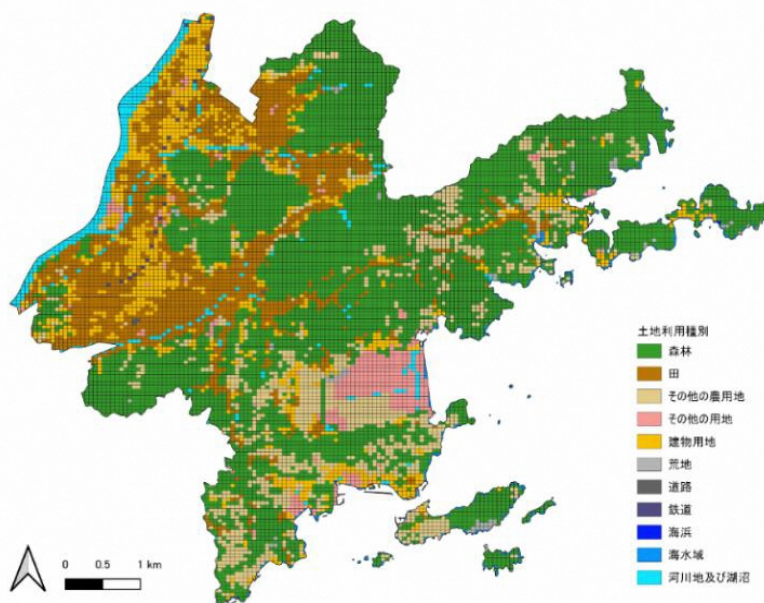 土地利用種別
森林
田
その他の農用地
その他の用地
建物用地
荒地
道路
鉄道
海浜
海水域
河川地及び湖沼
0 0.5 1 km